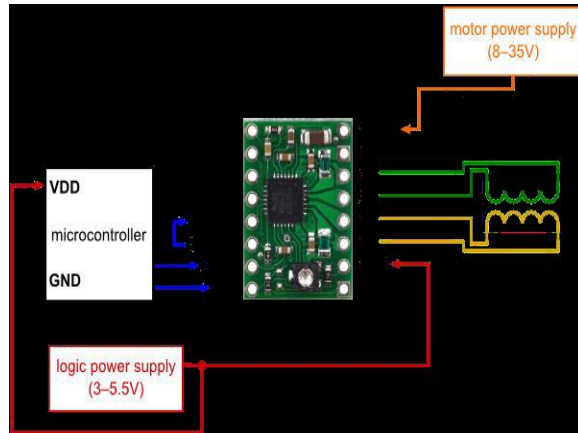 motor power supply
(8–35V)
VDD
microcontroller
GND
logic power supply
(3–5.5V)